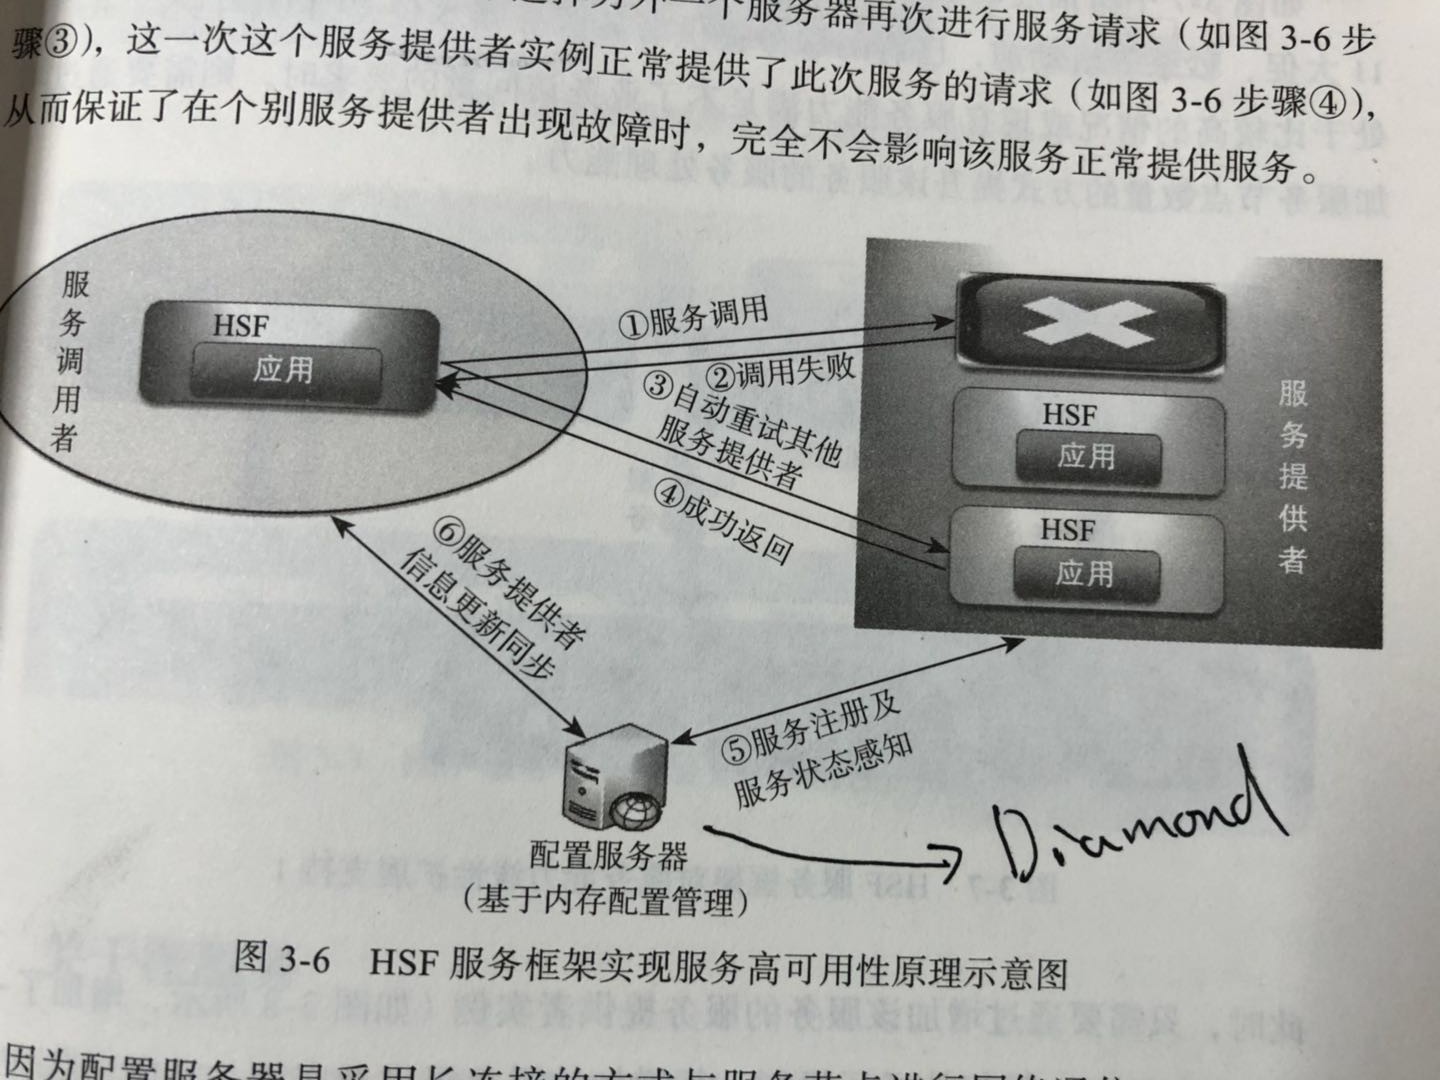 个服务器再次进行服务请求（如图 3-6 步
骤③），这一次这个服务提供者实例正常提供了此次服务的请求（如图 3-6 步骤④），
从而保证了在个别服务提供者出现故障时，完全不会影响该服务正常提供服务。
服务调用者
HSF
应用
①服务调用
②调用失败
③自动重试其他
服务提供者
④成功返回
HSF
应用
HSF
应用
服务提供者
⑥服务提供者
信息更新同步
⑤服务注册及
服务状态感知
配置服务器
（基于内存配置管理）
Diamond
图 3-6 HSF 服务框架实现服务高可用性原理示意图
因为配置服务器是采用长连接的方式与服务节点进行网络通信